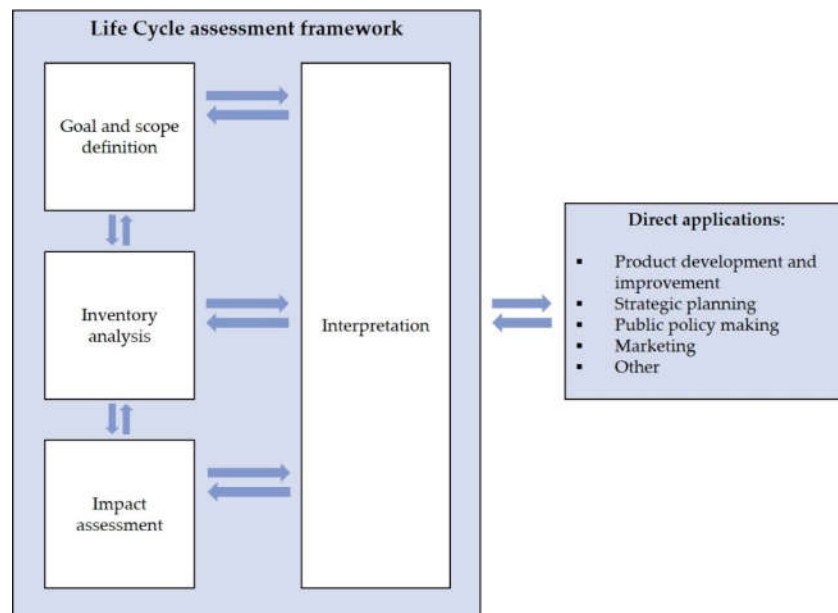 Life Cycle assessment framework
Goal and scope
definition
Inventory
analysis
Impact
assessment
Interpretation
Direct applications:
▪ Product development and
improvement
▪ Strategic planning
▪ Public policy making
▪ Marketing
▪ Other